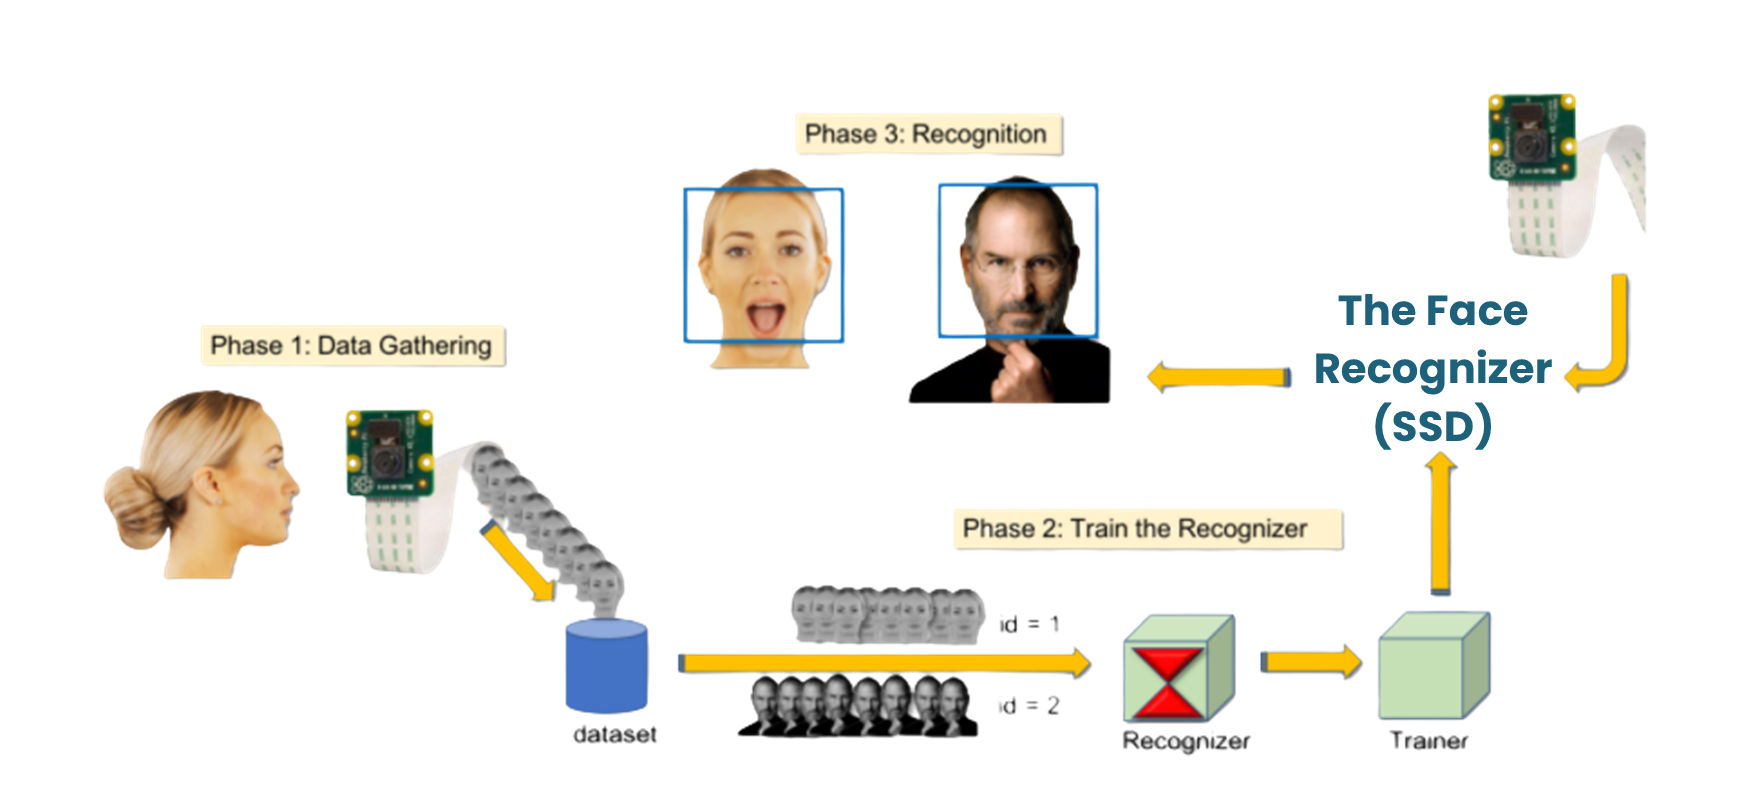 Phase 3: Recognition
Phase 1: Data Gathering
The Face
Recognizer
(SSD)
Phase 2: Train the Recognizer
id = 1
id = 2
dataset
Recognizer
Trainer